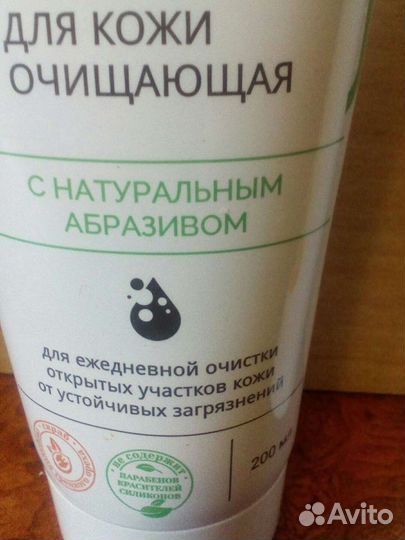 ДЛЯ КОЖИ
ОЧИЩАЮЩАЯ
С НАТУРАЛЬНЫМ
АБРАЗИВОМ
для ежедневной очистки
открытых участков кожи
от устойчивых загрязнений
не содержит
ПАРАБЕНОВ
КРАСИТЕЛЕЙ
СИЛИКОНОВ
200 мл
Avito